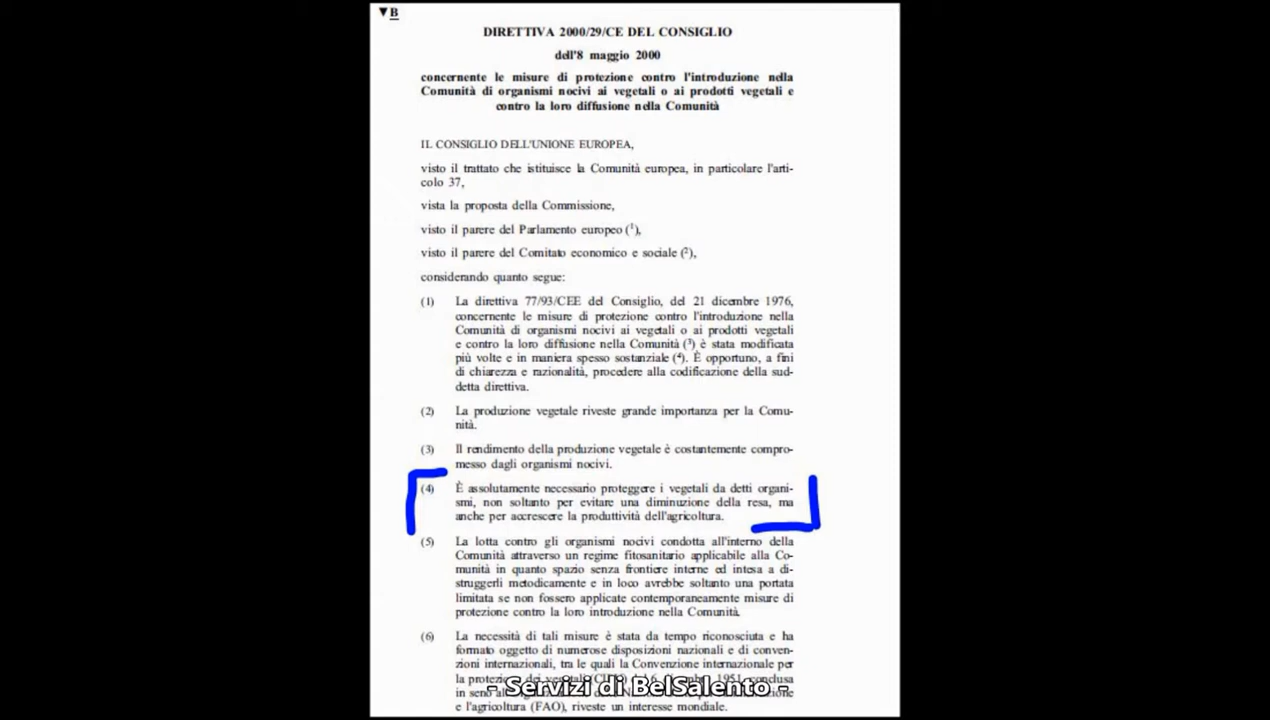 ▼B
DIRETTIVA 2000/29/CE DEL CONSIGLIO
dell'8 maggio 2000
concernente le misure di protezione contro l'introduzione nella
Comunità di organismi nocivi ai vegetali o ai prodotti vegetali e
contro la loro diffusione nella Comunità
IL CONSIGLIO DELL'UNIONE EUROPEA,
visto il trattato che istituisce la Comunità europea, in particolare l'arti-
colo 37,
vista la proposta della Commissione,
visto il parere del Parlamento europeo (1),
visto il parere del Comitato economico e sociale (2),
considerando quanto segue:
(1) La direttiva 77/93/CEE del Consiglio, del 21 dicembre 1976,
concernente le misure di protezione contro l'introduzione nella
Comunità di organismi nocivi ai vegetali o ai prodotti vegetali
e contro la loro diffusione nella Comunità (3) è stata modificata
più volte e in maniera spesso sostanziale (4). È opportuno, a fini
di chiarezza e razionalità, procedere alla codificazione della sud-
detta direttiva.
(2) La produzione vegetale riveste grande importanza per la Comu-
nità.
(3) Il rendimento della produzione vegetale è costantemente compro-
messo dagli organismi nocivi.
(4) È assolutamente necessario proteggere i vegetali da detti organi-
smi, non soltanto per evitare una diminuzione della resa, ma
anche per accrescere la produttività dell'agricoltura.
(5) La lotta contro gli organismi nocivi condotta all'interno della
Comunità attraverso un regime fitosanitario applicabile alla Co-
munità in quanto spazio senza frontiere interne ed intesa a di-
struggerli metodicamente e in loco avrebbe soltanto una portata
limitata se non fossero applicate contemporaneamente misure di
protezione contro la loro introduzione nella Comunità.
(6) La necessità di tali misure è stata da tempo riconosciuta e ha
formato oggetto di numerose disposizioni nazionali e di conven-
zioni internazionali, tra le quali la Convenzione internazionale per
la protezione dei vegetali 1951, conclusa
in seno
- Servizi di BelSalento -
e l'agricoltura (FAO), riveste un interesse mondiale.